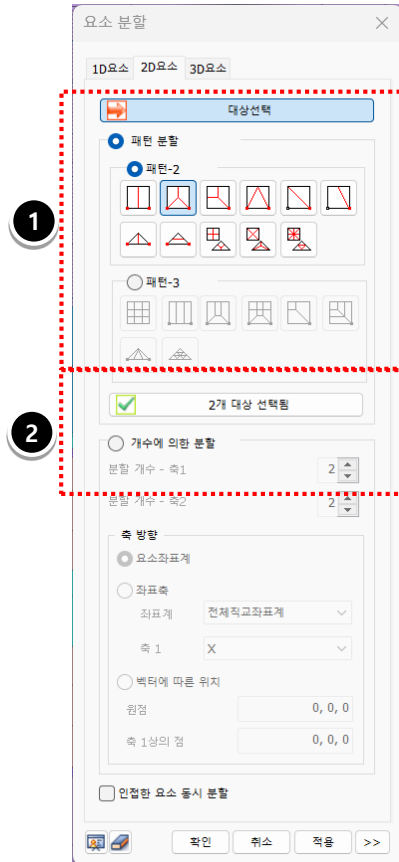 요소 분할
1D요소 2D요소 3D요소
대상선택
패턴 분할
패턴-2
1
패턴-3
2개 대상 선택됨
2
개수에 의한 분할
분할 개수 - 축1 2
분할 개수 - 축2 2
축 방향
요소좌표계
좌표축
좌표계 전체직교좌표계
축 1 X
벡터에 따른 위치
원점 0, 0, 0
축 1상의 점 0, 0, 0
인접한 요소 동시 분할
확인 취소 적용 >>